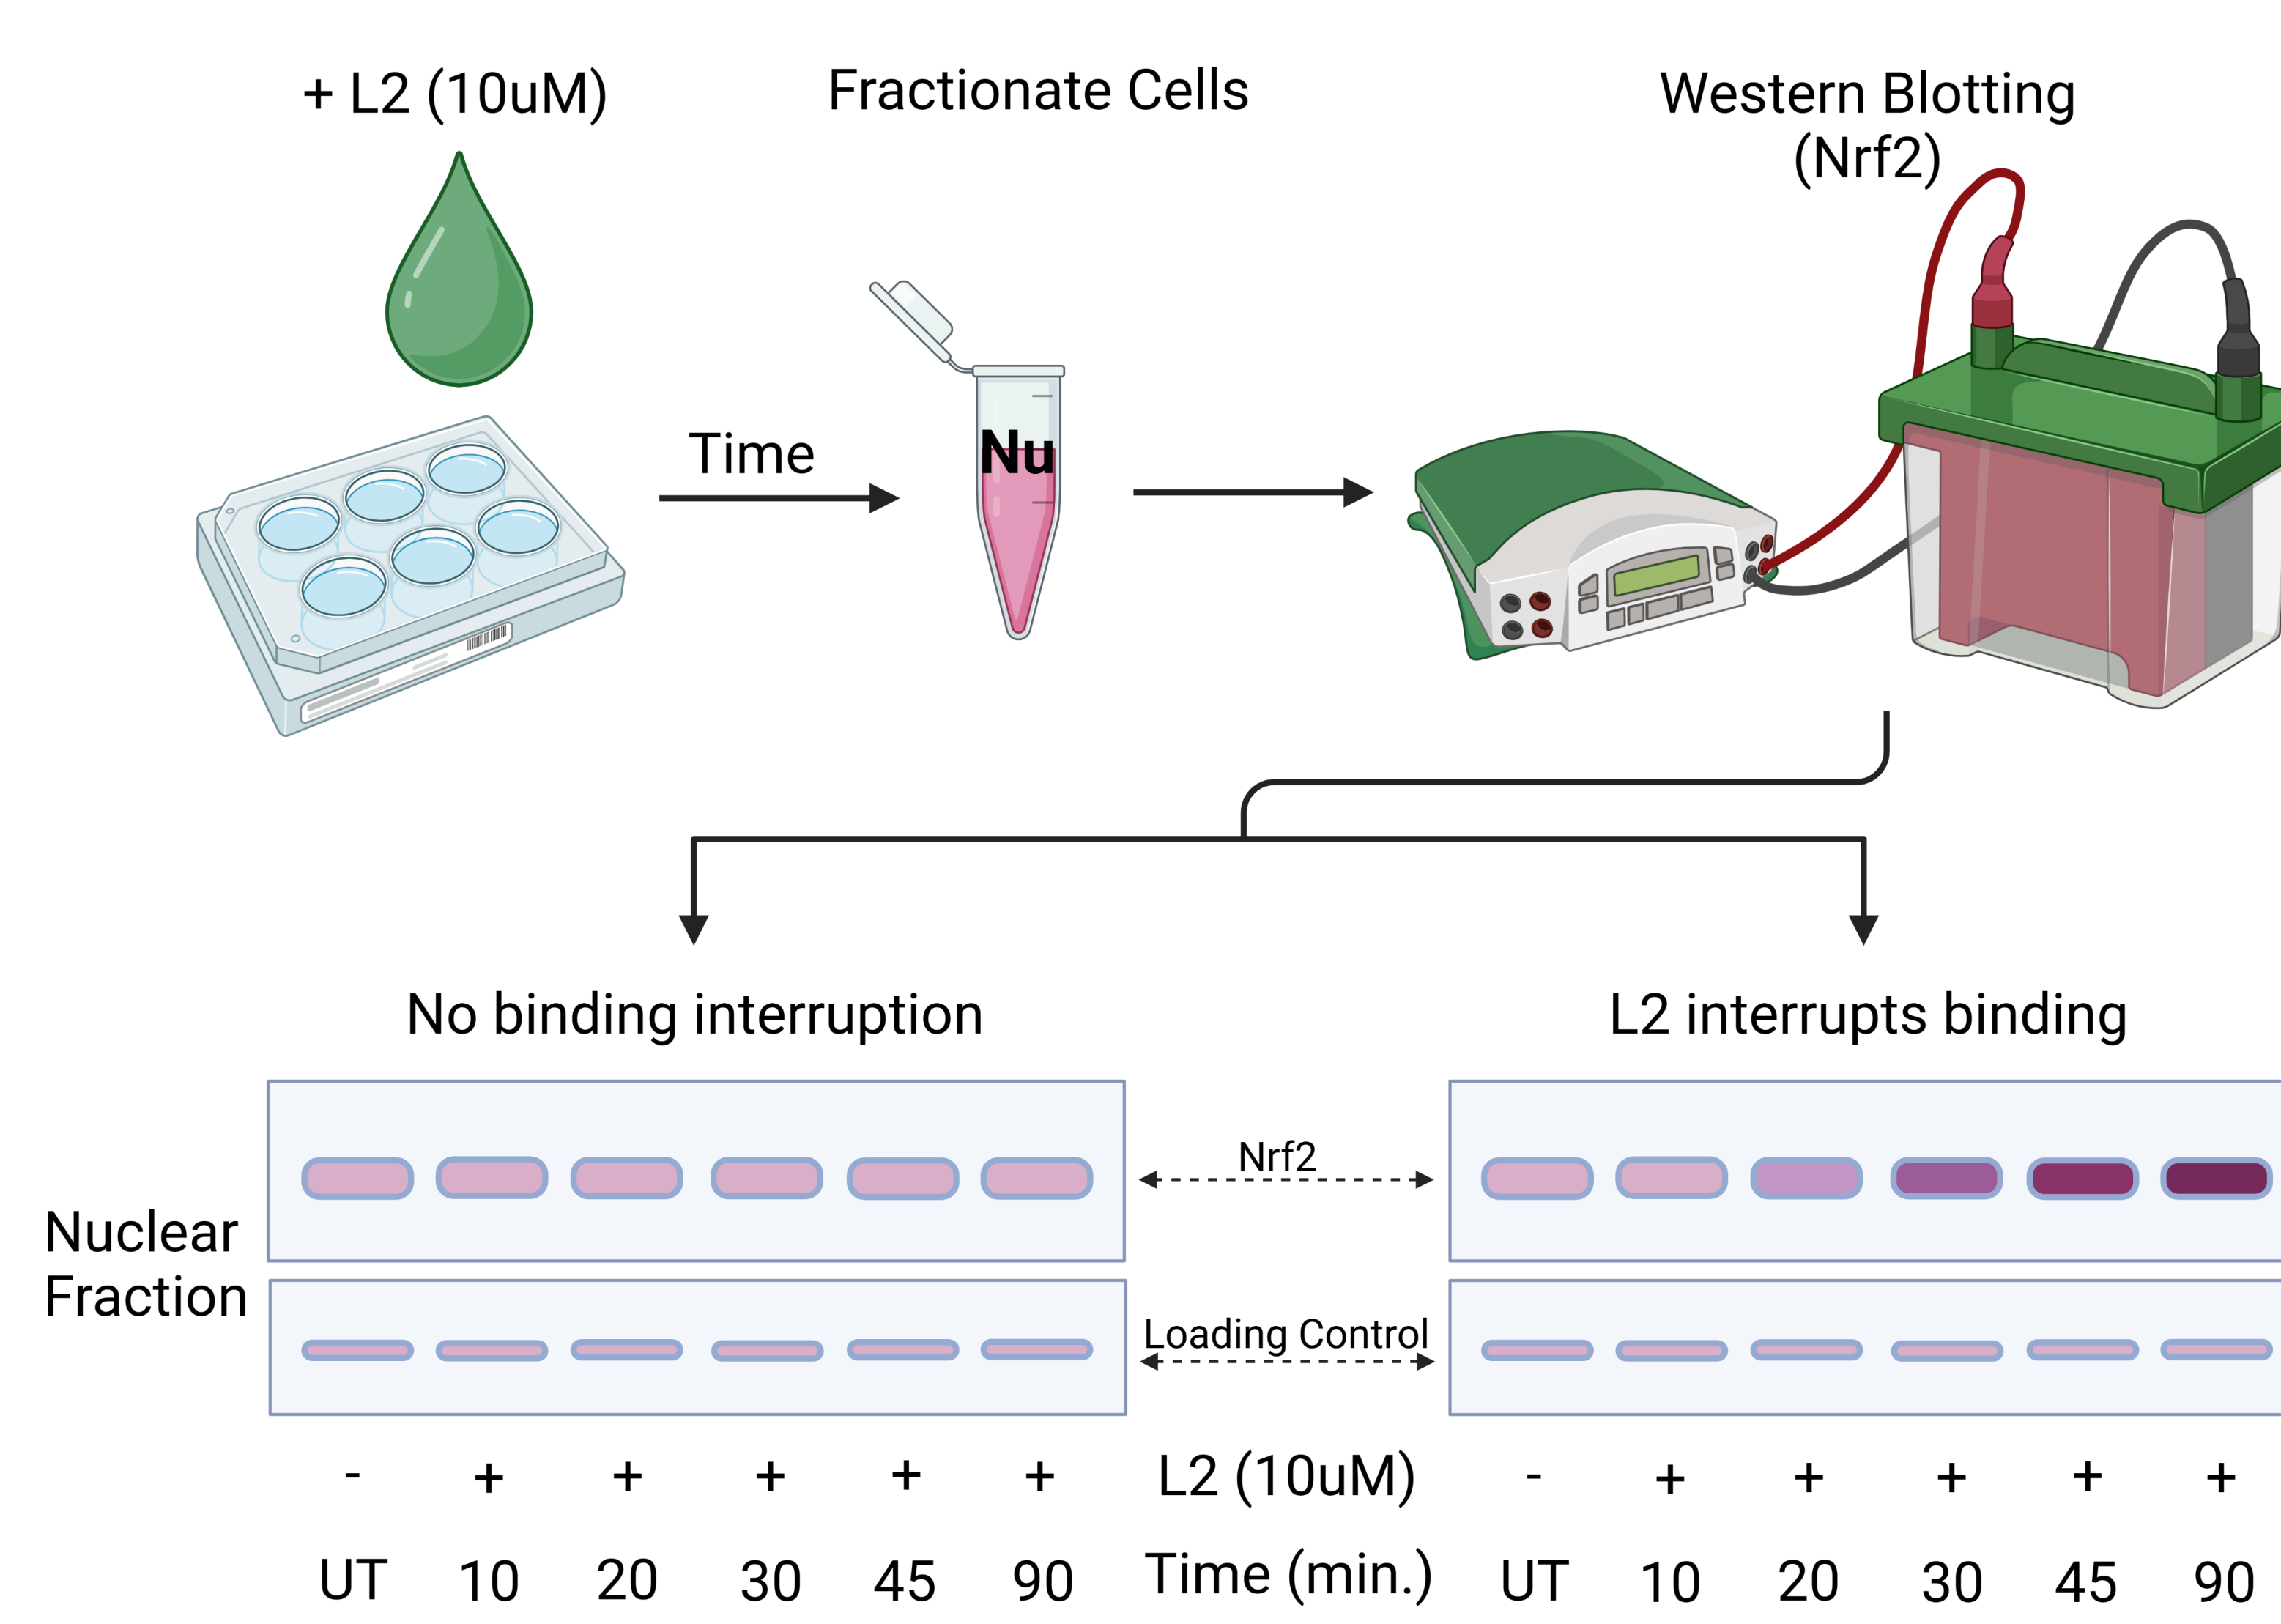 + L2 (10uM)
Fractionate Cells
Western Blotting
(Nrf2)
Time
Nu
No binding interruption
L2 interrupts binding
Nrf2
Nuclear
Fraction
Loading Control
- + + + + + L2 (10uM) - + + + + +
UT 10 20 30 45 90 Time (min.) UT 10 20 30 45 90